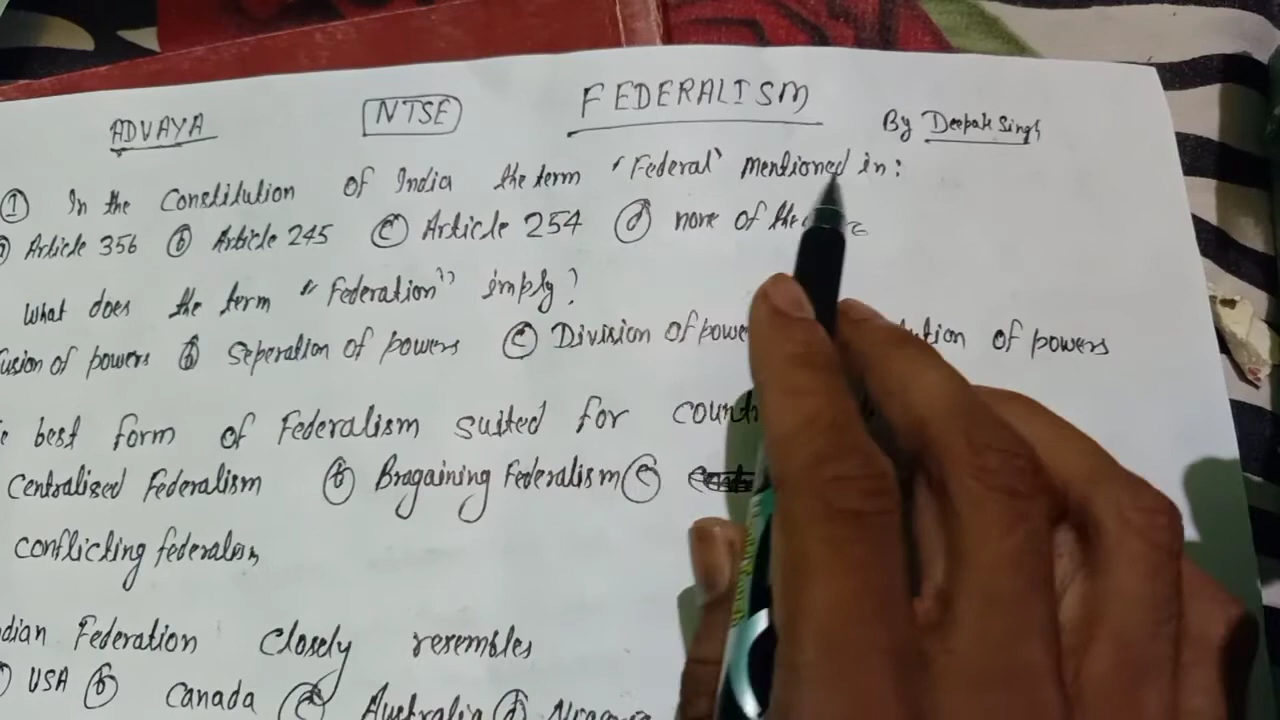 ADVAYA NTSE FEDERALISM By Deepak Singh
① In the Constitution of India the term "Federal" mentioned in:
Article 356 ⓑ Article 245 ⓒ Article 254 ⓓ none of the
What does the term "Federation" imply?
of powers ⓑ Seperation of powers ⓒ Division of of powers
best form of Federalism suited for
Centralised Federalism ⓑ Bragaining Federalism ⓒ
conflicting federalism
Federation closely resembles
USA ⓑ Canada ⓒ Australia ⓓ